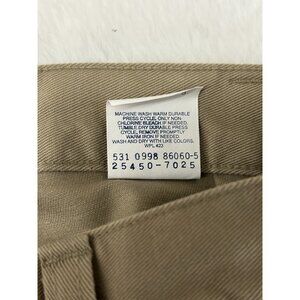 MACHINE WASH WARM DURABLE
PRESS CYCLE, ONLY NON
CHLORINE BLEACH IF NEEDED.
TUMBLE DRY DURABLE PRESS
CYCLE, REMOVE PROMPTLY
WARM IRON IF NEEDED.
WASH AND DRY WITH LIKE COLORS.
WPL 423
531 0998 86060-5
25450-7025